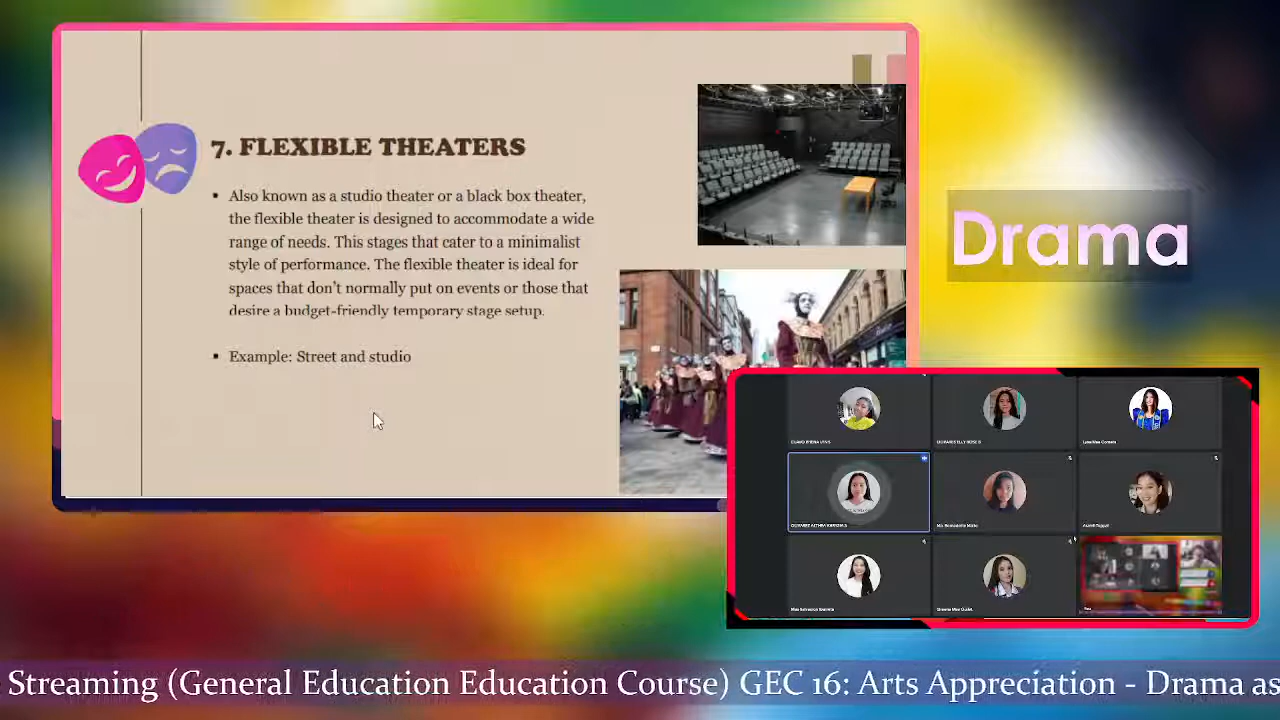 7. FLEXIBLE THEATERS
▪ Also known as a studio theater or a black box theater,
the flexible theater is designed to accommodate a wide
range of needs. This stages that cater to a minimalist
style of performance. The flexible theater is ideal for
spaces that don't normally put on events or those that
desire a budget-friendly temporary stage setup.
▪ Example: Street and studio
Drama
Streaming (General Education Education Course) GEC 16: Arts Appreciation - Drama as